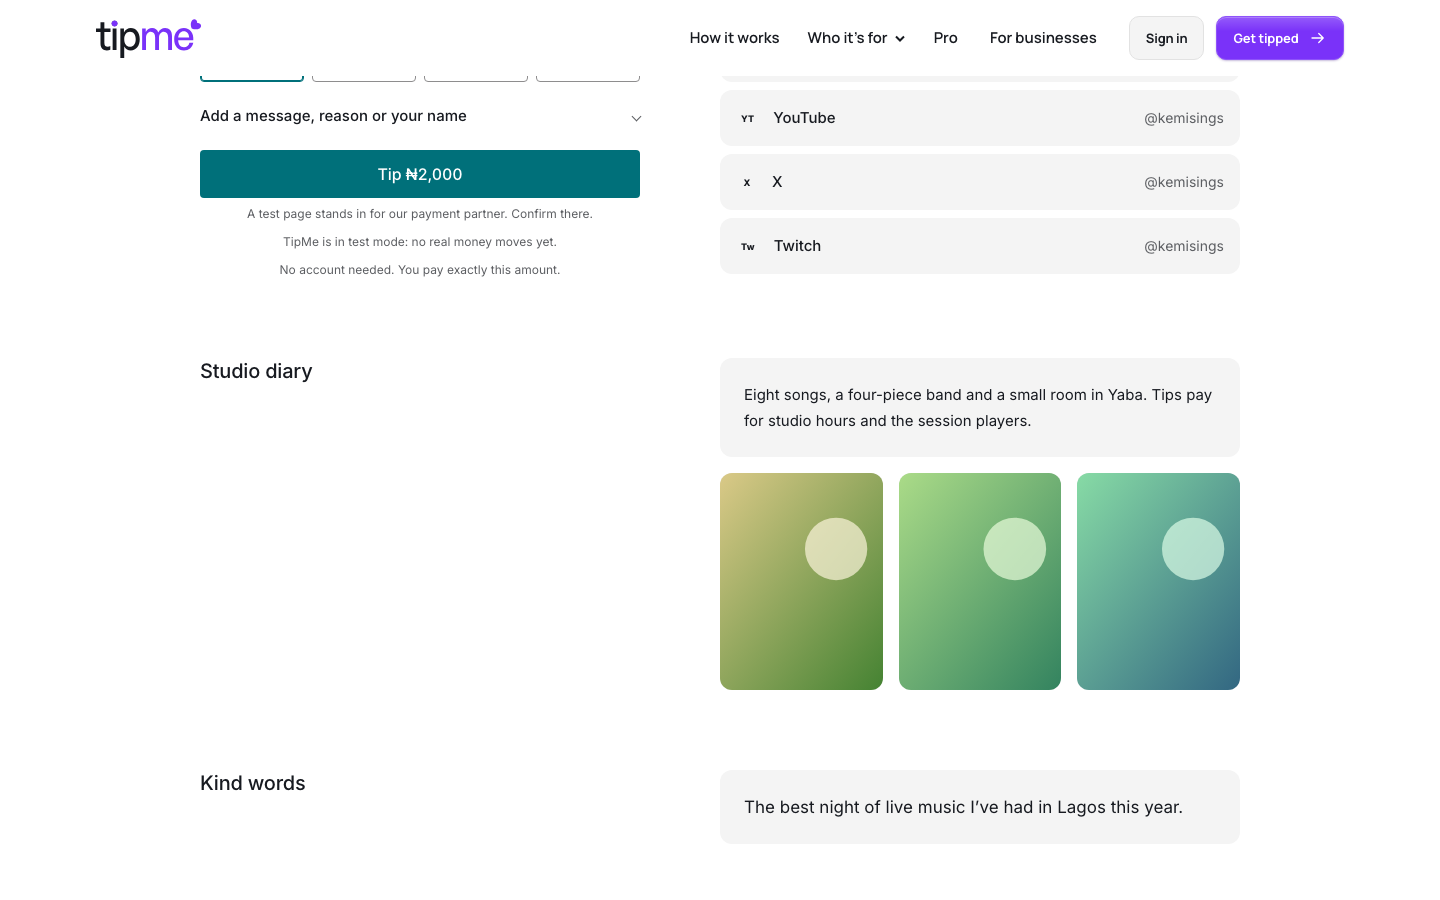 tipme
How it works
Who it's for
Pro
For businesses
Sign in
Get tipped
Add a message, reason or your name
Tip ₦2,000
A test page stands in for our payment partner. Confirm there.
TipMe is in test mode: no real money moves yet.
No account needed. You pay exactly this amount.
YT YouTube @kemisings
X X @kemisings
Tw Twitch @kemisings
Studio diary
Eight songs, a four-piece band and a small room in Yaba. Tips pay
for studio hours and the session players.
Kind words
The best night of live music I’ve had in Lagos this year.